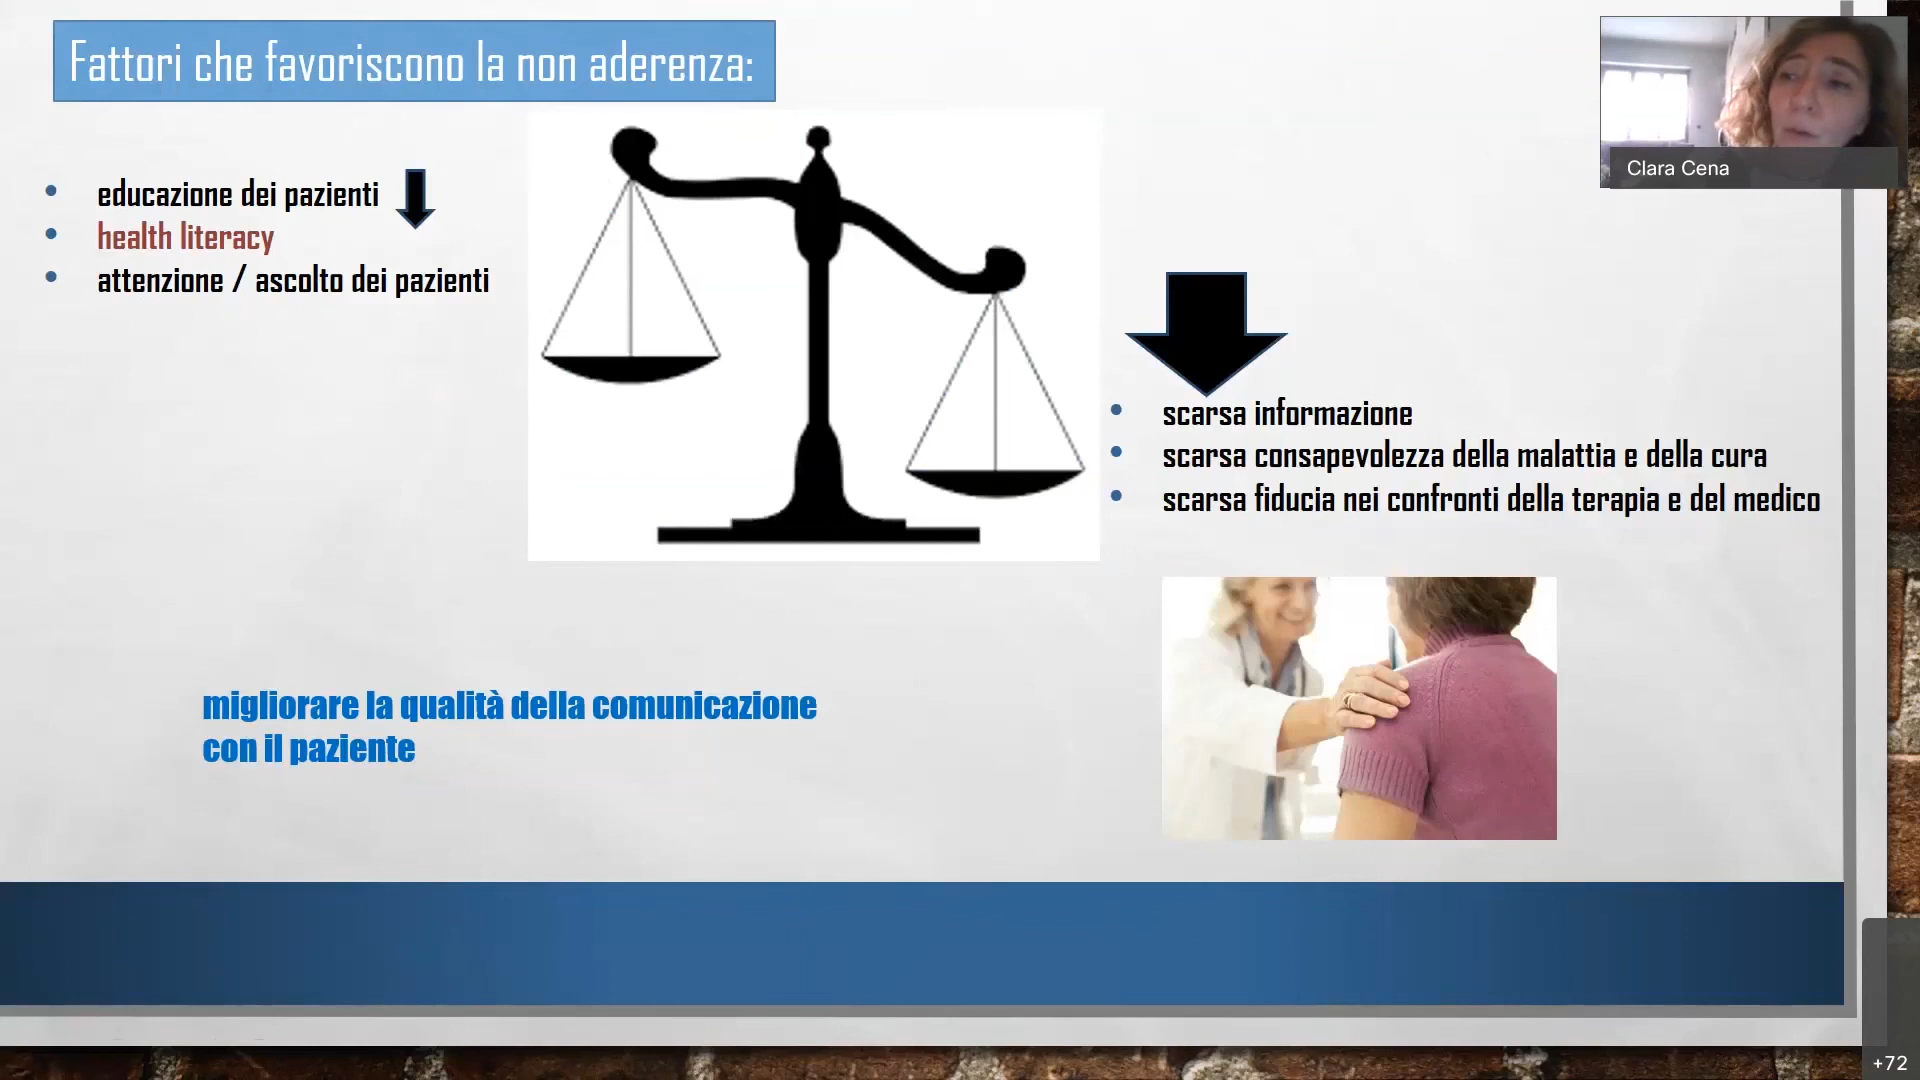 Fattori che favoriscono la non aderenza:
Clara Cena
educazione dei pazienti
health literacy
attenzione / ascolto dei pazienti
scarsa informazione
scarsa consapevolezza della malattia e della cura
scarsa fiducia nei confronti della terapia e del medico
migliorare la qualità della comunicazione
con il paziente
+72